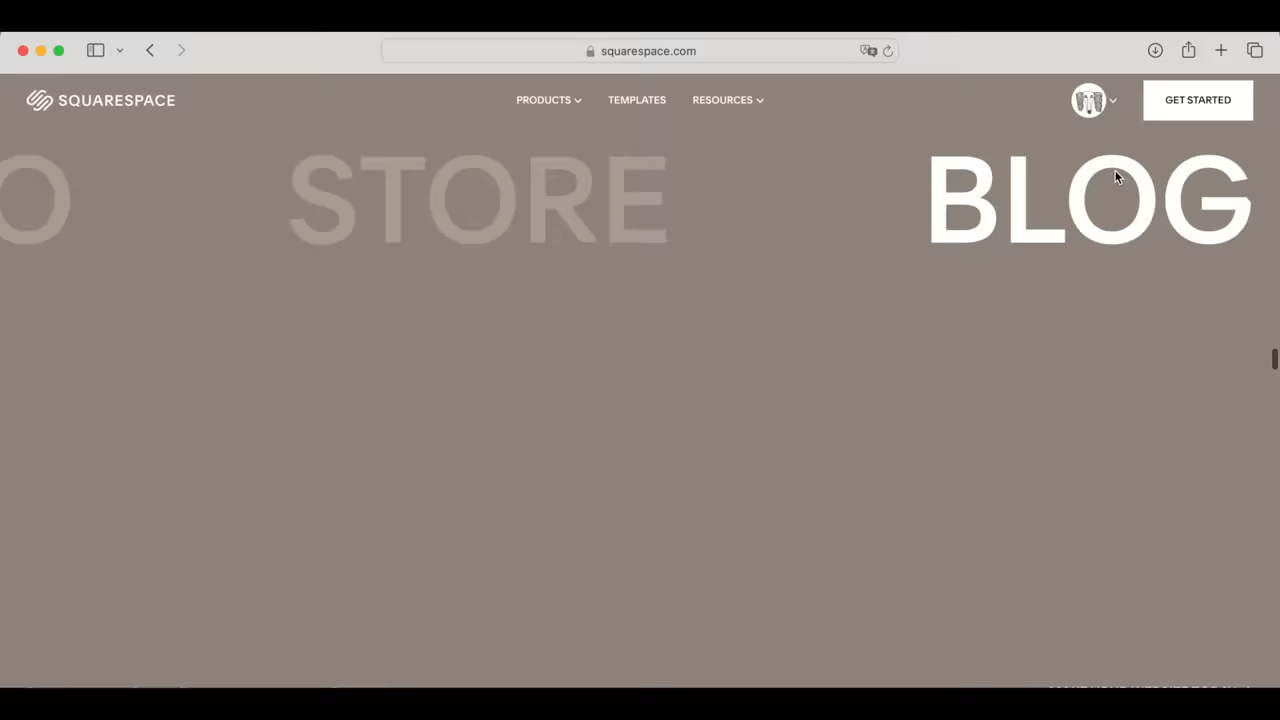 squarespace.com
SQUARESPACE
PRODUCTS
TEMPLATES
RESOURCES
GET STARTED
O
STORE
BLOG